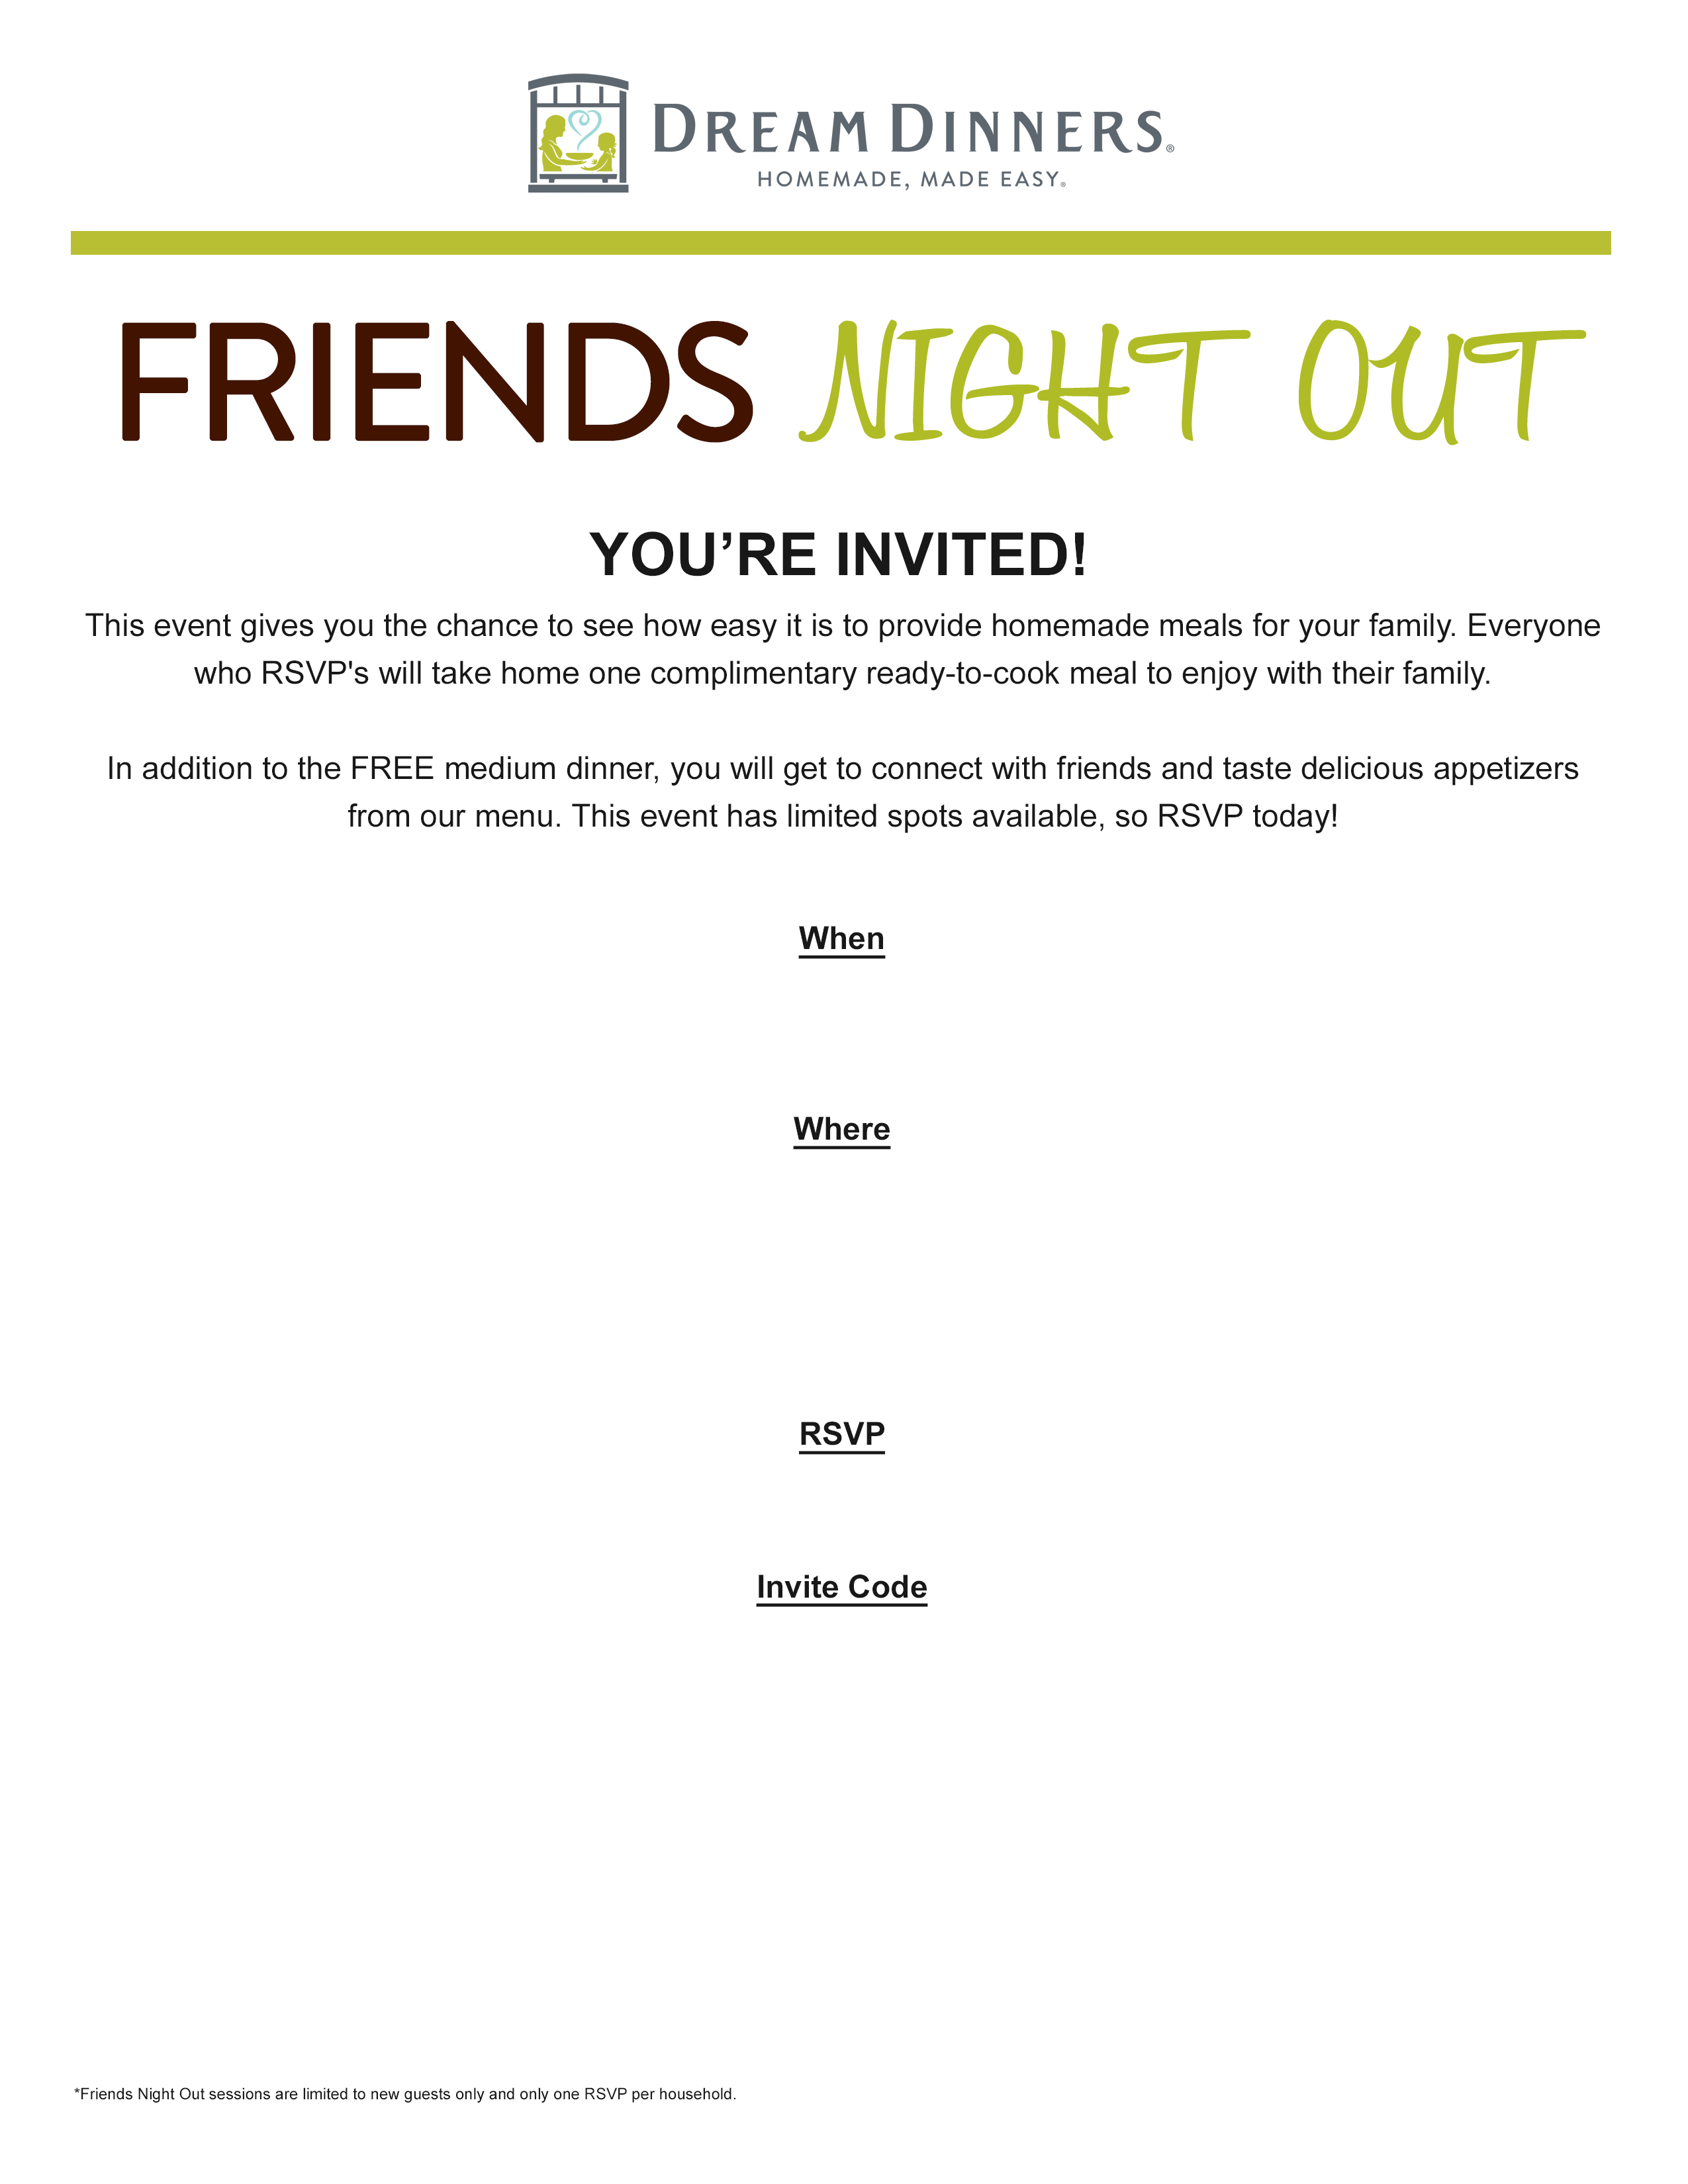 DREAM DINNERS®
HOMEMADE, MADE EASY®
FRIENDS NIGHT OUT
YOU’RE INVITED!
This event gives you the chance to see how easy it is to provide homemade meals for your family. Everyone
who RSVP's will take home one complimentary ready-to-cook meal to enjoy with their family.
In addition to the FREE medium dinner, you will get to connect with friends and taste delicious appetizers
from our menu. This event has limited spots available, so RSVP today!
When
Where
RSVP
Invite Code
*Friends Night Out sessions are limited to new guests only and only one RSVP per household.